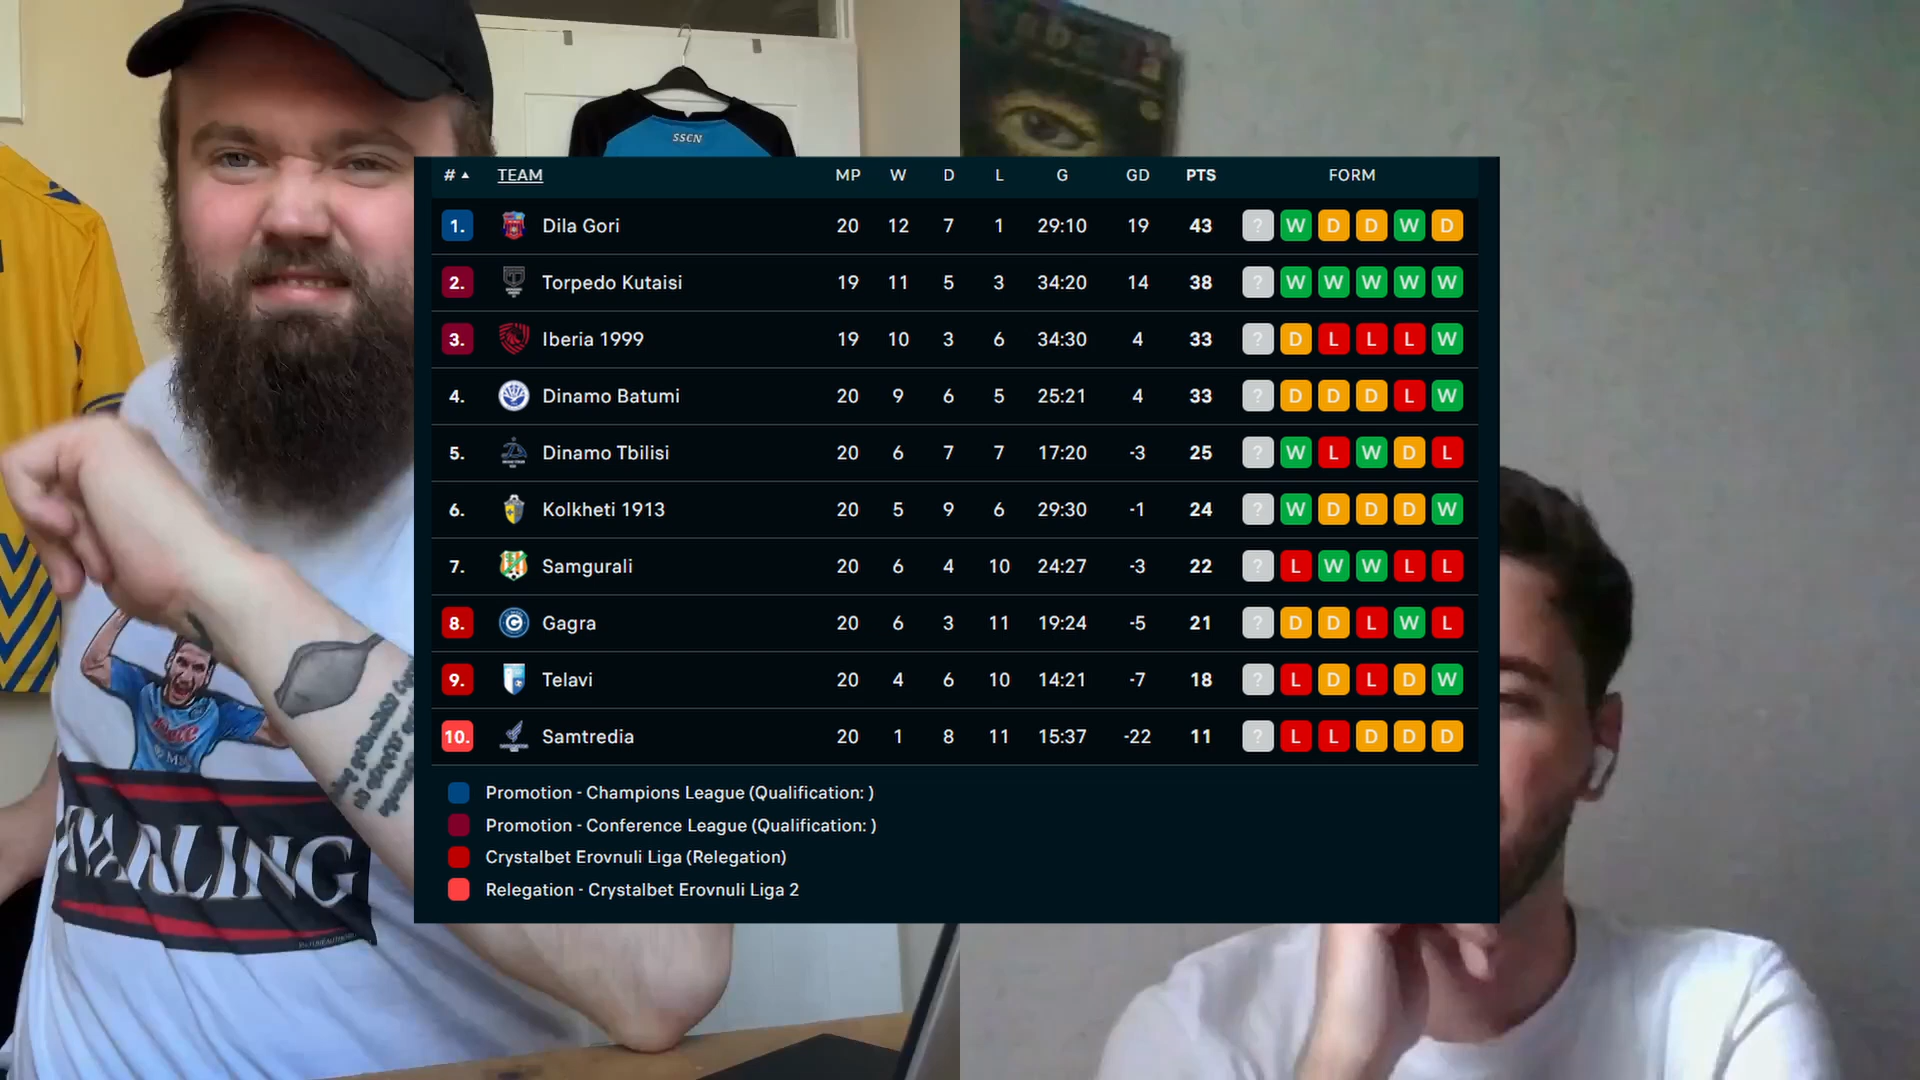 SSCN
# TEAM MP W D L G GD PTS FORM
1. Dila Gori 20 12 7 1 29:10 19 43 ? W D D W D
2. Torpedo Kutaisi 19 11 5 3 34:20 14 38 ? W W W W W
3. Iberia 1999 19 10 3 6 34:30 4 33 ? D L L L W
4. Dinamo Batumi 20 9 6 5 25:21 4 33 ? D D D L W
5. Dinamo Tbilisi 20 6 7 7 17:20 -3 25 ? W L W D L
6. Kolkheti 1913 20 5 9 6 29:30 -1 24 ? W D D D W
7. Samgurali 20 6 4 10 24:27 -3 22 ? L W W L L
8. Gagra 20 6 3 11 19:24 -5 21 ? D D L W L
9. Telavi 20 4 6 10 14:21 -7 18 ? L D L D W
10. Samtredia 20 1 8 11 15:37 -22 11 ? L L D D D
Promotion - Champions League (Qualification: )
Promotion - Conference League (Qualification: )
Crystalbet Erovnuli Liga (Relegation)
Relegation - Crystalbet Erovnuli Liga 2